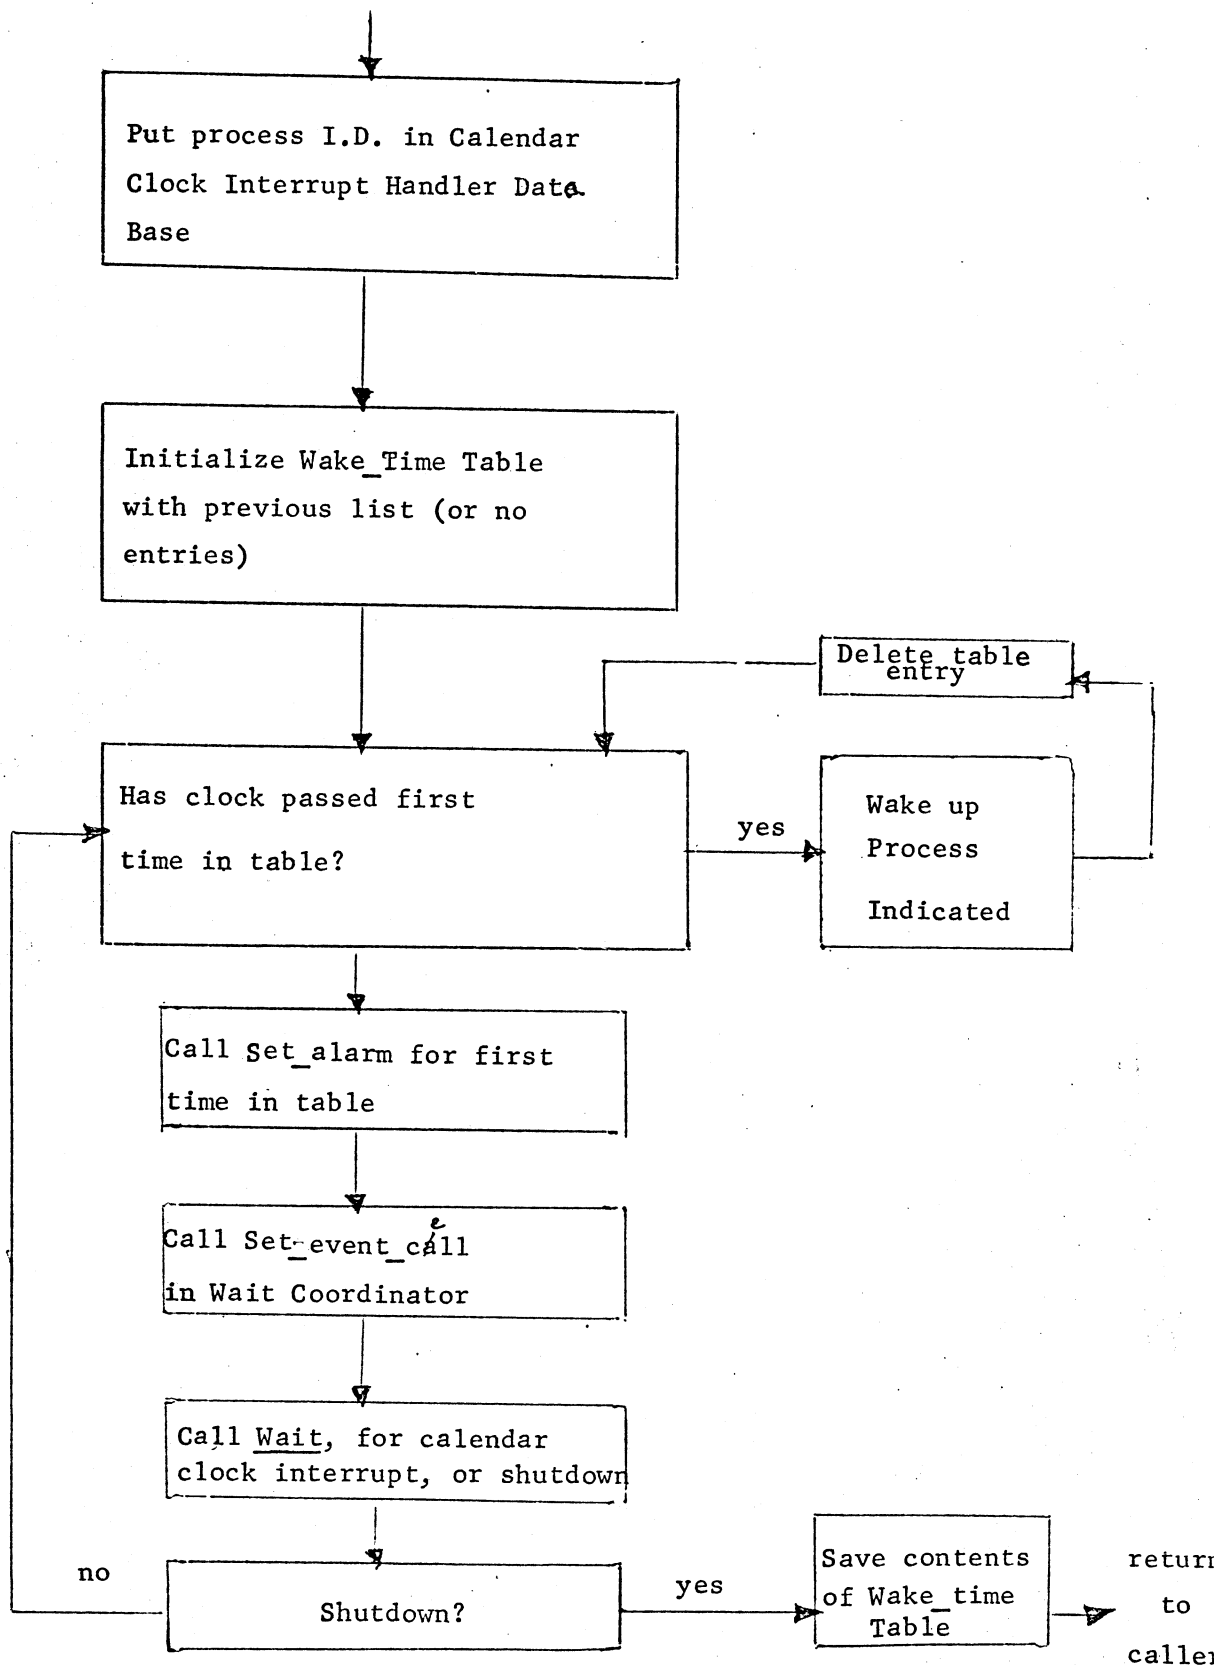 Put process I.D. in Calendar
Clock Interrupt Handler Data
Base
Initialize Wake_Time Table
with previous list (or no
entries)
Delete table
entry
Has clock passed first
time in table?
yes
Wake up
Process
Indicated
Call Set_alarm for first
time in table
Call Set_event_cell
in Wait Coordinator
Call Wait, for calendar
clock interrupt, or shutdown
no
Shutdown?
yes
Save contents
of Wake_time
Table
return
to
caller